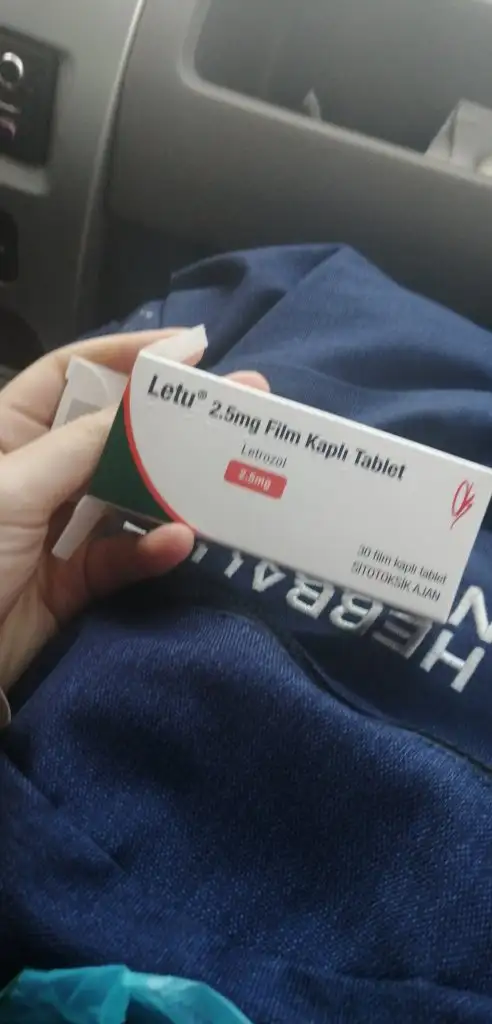 Letu® 2.5mg Film Kaplı Tablet
Letrozol
2.5mg
30 film kaplı tablet
SİTOTOKSİK AJAN